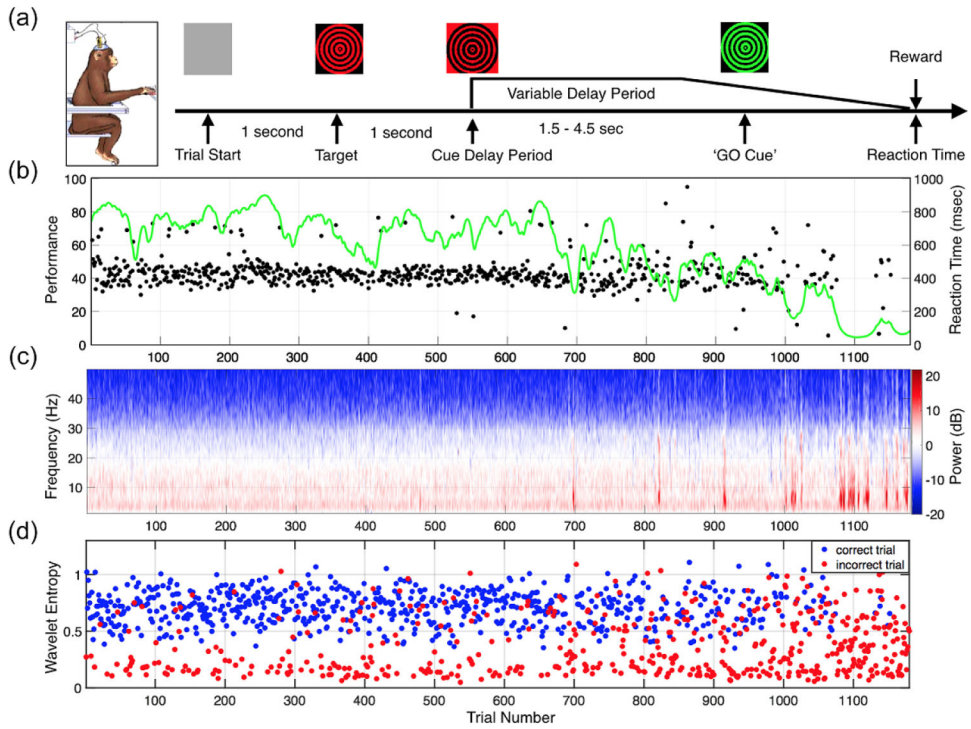 (a)
Reward
Variable Delay Period
1 second
1 second
1.5 - 4.5 sec
Trial Start
Target
Cue Delay Period
'GO Cue'
Reaction Time
(b)
100
80
60
40
20
0
Performance
1000
800
600
400
200
0
Reaction Time (msec)
100 200 300 400 500 600 700 800 900 1000 1100
(c)
40
30
20
10
Frequency (Hz)
20
10
0
-10
-20
Power (dB)
100 200 300 400 500 600 700 800 900 1000 1100
(d)
correct trial
incorrect trial
1
0.5
0
Wavelet Entropy
100 200 300 400 500 600 700 800 900 1000 1100
Trial Number